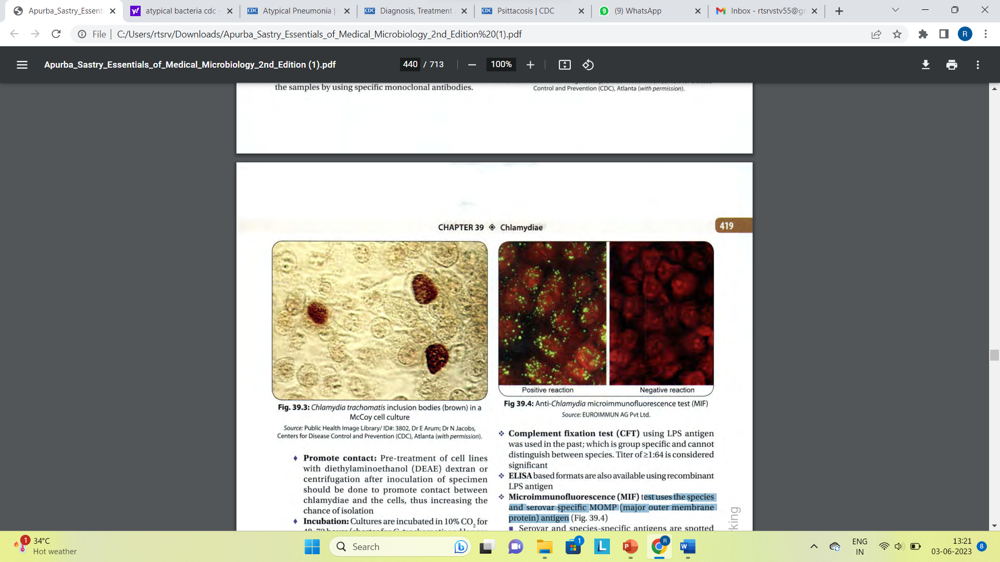 Apurba_Sastry_Essenti
atypical bacteria cdc -
Atypical Pneumonia |
Diagnosis, Treatment
Psittacosis | CDC
(9) WhatsApp
Inbox - rtsrvstv55@g
File | C:/Users/rtsrv/Downloads/Apurba_Sastry_Essentials_of_Medical_Microbiology_2nd_Edition%20(1).pdf
R
Apurba_Sastry_Essentials_of_Medical_Microbiology_2nd_Edition (1).pdf
440 / 713
100%
the samples by using specific monoclonal antibodies.
Control and Prevention (CDC), Atlanta (with permission).
CHAPTER 39 ◈ Chlamydiae
419
Positive reaction
Negative reaction
Fig. 39.3: Chlamydia trachomatis inclusion bodies (brown) in a
McCoy cell culture
Source: Public Health Image Library/ ID#: 3802, Dr E Arum; Dr N Jacobs,
Centers for Disease Control and Prevention (CDC), Atlanta (with permission).
♦ Promote contact: Pre-treatment of cell lines
with diethylaminoethanol (DEAE) dextran or
centrifugation after inoculation of specimen
should be done to promote contact between
chlamydiae and the cells, thus increasing the
chance of isolation
♦ Incubation: Cultures are incubated in 10% CO₂ for
Fig 39.4: Anti-Chlamydia microimmunofluorescence test (MIF)
Source: EUROIMMUN AG Pvt Ltd.
❖ Complement fixation test (CFT) using LPS antigen
was used in the past; which is group specific and cannot
distinguish between species. Titer of ≥1:64 is considered
significant
❖ ELISA based formats are also available using recombinant
LPS antigen
❖ Microimmunofluorescence (MIF) test uses the species
and serovar specific MOMP (major outer membrane
protein) antigen (Fig. 39.4)
■ Serovar and species-specific antigens are spotted
king
1
34°C
Hot weather
Search
1
R
ENG
IN
13:21
03-06-2023
8